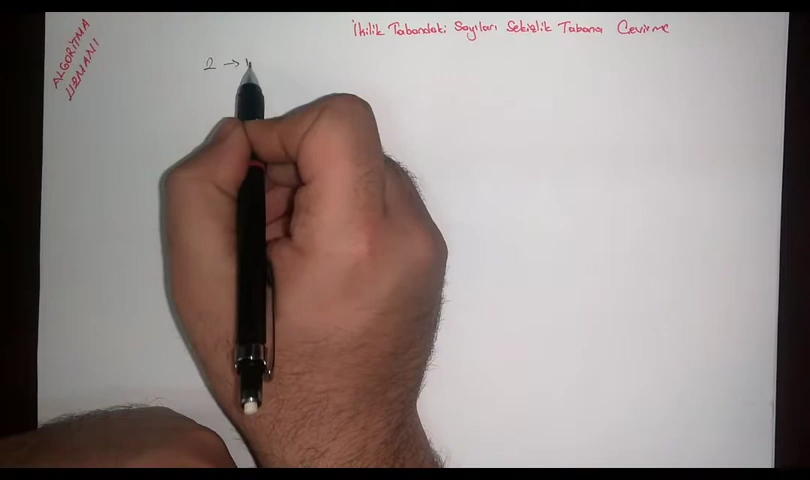 ALGORİTMA
UZMANI
İkilik Tabandaki Sayıları Sekizlik Tabana Çevirme
2 →